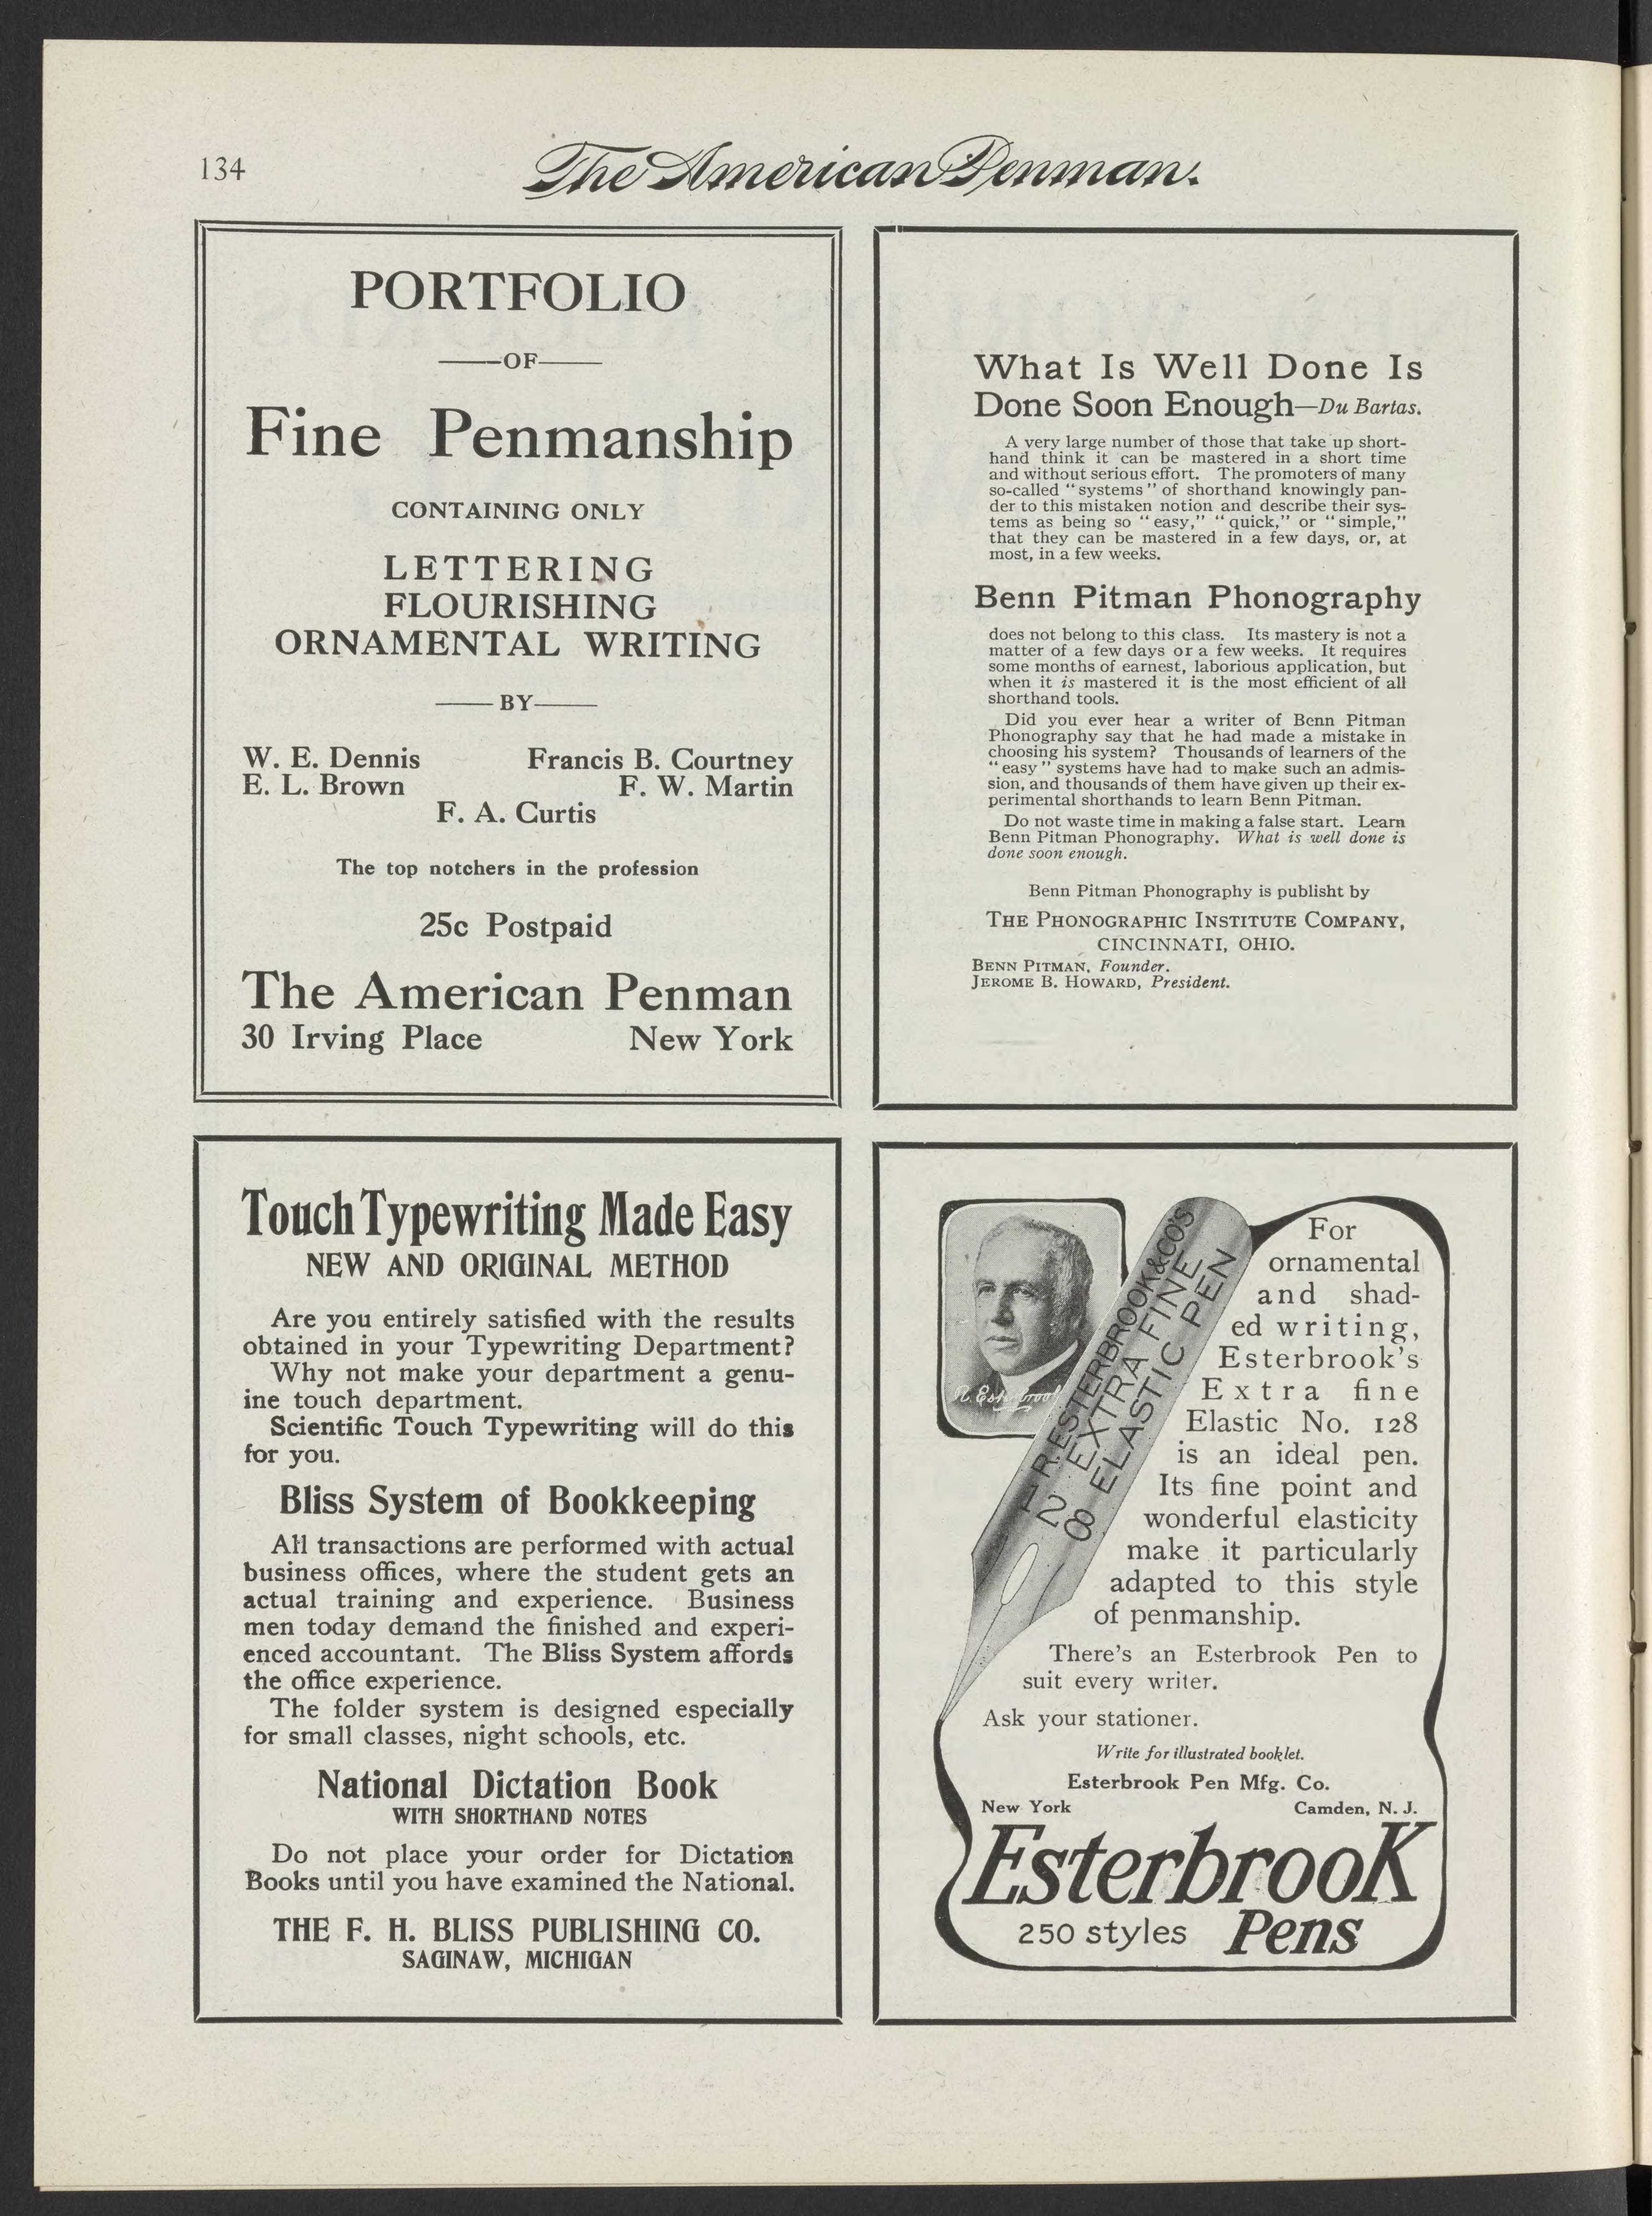 134
The American Penman.
PORTFOLIO
OF
Fine Penmanship
CONTAINING ONLY
LETTERING
FLOURISHING
ORNAMENTAL WRITING
BY
W. E. Dennis Francis B. Courtney
E. L. Brown F. W. Martin
F. A. Curtis
The top notchers in the profession
25c Postpaid
The American Penman
30 Irving Place New York
What Is Well Done Is
Done Soon Enough—Du Bartas.
A very large number of those that take up short-
hand think it can be mastered in a short time
and without serious effort. The promoters of many
so-called "systems" of shorthand knowingly pan-
der to this mistaken notion and describe their sys-
tems as being so "easy," "quick," or "simple,"
that they can be mastered in a few days, or, at
most, in a few weeks.
Benn Pitman Phonography
does not belong to this class. Its mastery is not a
matter of a few days or a few weeks. It requires
some months of earnest, laborious application, but
when it is mastered it is the most efficient of all
shorthand tools.
Did you ever hear a writer of Benn Pitman
Phonography say that he had made a mistake in
choosing his system? Thousands of learners of the
"easy" systems have had to make such an admis-
sion, and thousands of them have given up their ex-
perimental shorthands to learn Benn Pitman.
Do not waste time in making a false start. Learn
Benn Pitman Phonography. What is well done is
done soon enough.
Benn Pitman Phonography is publisht by
THE PHONOGRAPHIC INSTITUTE COMPANY,
CINCINNATI, OHIO.
BENN PITMAN, Founder.
JEROME B. HOWARD, President.
Touch Typewriting Made Easy
NEW AND ORIGINAL METHOD
Are you entirely satisfied with the results
obtained in your Typewriting Department?
Why not make your department a genu-
ine touch department.
Scientific Touch Typewriting will do this
for you.
Bliss System of Bookkeeping
All transactions are performed with actual
business offices, where the student gets an
actual training and experience. Business
men today demand the finished and experi-
enced accountant. The Bliss System affords
the office experience.
The folder system is designed especially
for small classes, night schools, etc.
National Dictation Book
WITH SHORTHAND NOTES
Do not place your order for Dictation
Books until you have examined the National.
THE F. H. BLISS PUBLISHING CO.
SAGINAW, MICHIGAN
R. Esterbrook
R. ESTERBROOK & CO'S
EXTRA FINE
ELASTIC PEN
128
For
ornamental
and shad-
ed writing,
Esterbrook's
Extra fine
Elastic No. 128
is an ideal pen.
Its fine point and
wonderful elasticity
make it particularly
adapted to this style
of penmanship.
There's an Esterbrook Pen to
suit every writer.
Ask your stationer.
Write for illustrated booklet.
Esterbrook Pen Mfg. Co.
New York Camden, N. J.
Esterbrook
250 styles Pens